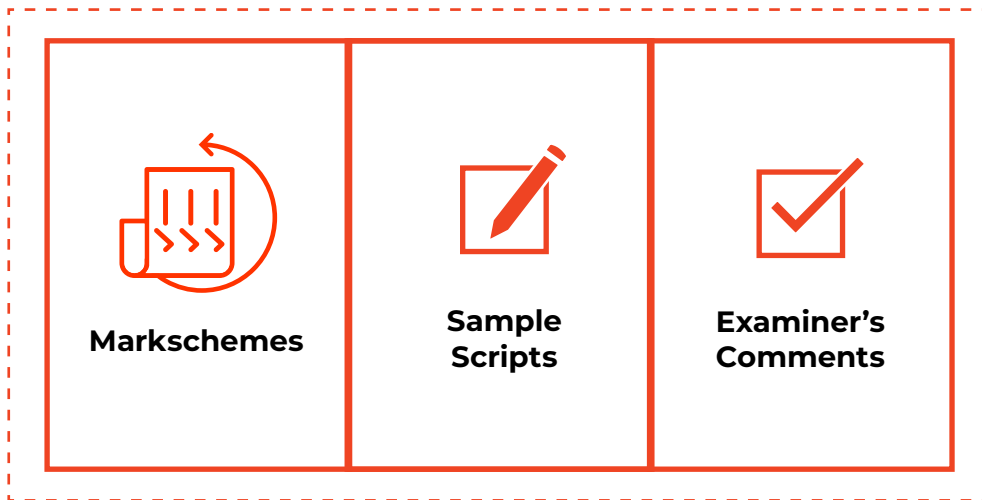 Markschemes
Sample
Scripts
Examiner’s
Comments